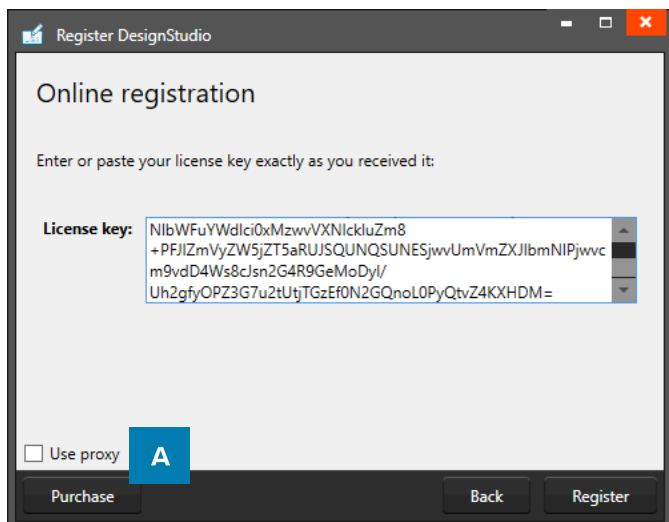 Register DesignStudio
Online registration
Enter or paste your license key exactly as you received it:
License key:
NlbWFuYWdlci0xMzwvVXNlckluZm8
+PFJlZmVyZW5jZT5aRUJSQUNQSUNESjwvUmVmZXJlbmNlPjwvc
m9vdD4Ws8cJsn2G4R9GeMoDyl/
Uh2gfyOPZ3G7u2tUtjTGzEf0N2GQnoL0PyQtvZ4KXHDM=
Use proxy
A
Purchase
Back
Register